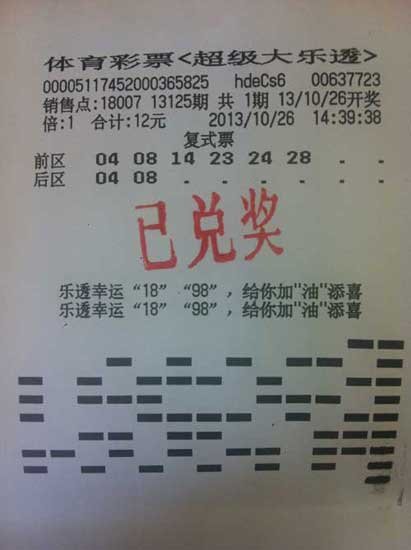 体育彩票<超级大乐透>
00005117452000365825 hdeCs6 00637723
销售点:18007 13125期 共 1期 13/10/26开奖
倍:1 合计:12元 2013/10/26 14:39:38
复式票
前区 04 08 14 23 24 28 . .
后区 04 08 . . . . . .
已兑奖
乐透幸运“18”“98”,给你加"油"添喜
乐透幸运“18”“98”,给你加"油"添喜